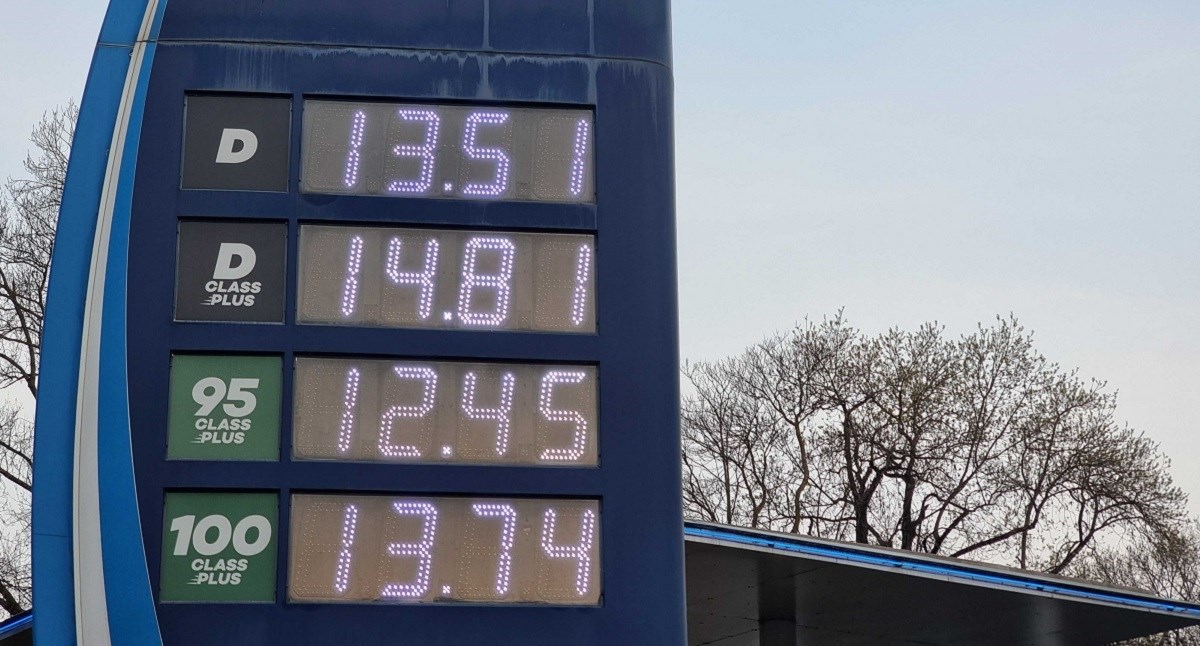 D 13.51
D 14.81
CLASS
PLUS
95 12.45
CLASS
PLUS
100 13.74
CLASS
PLUS